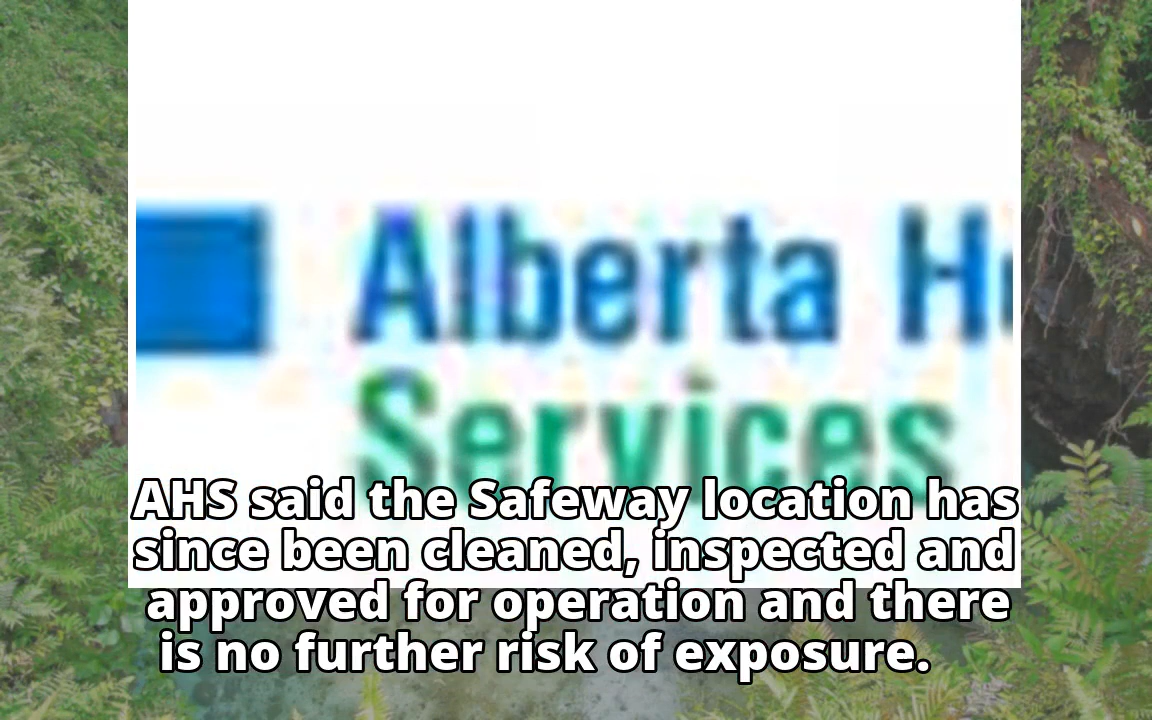 Alberta H
Services
AHS said the Safeway location has
since been cleaned, inspected and
approved for operation and there
is no further risk of exposure.